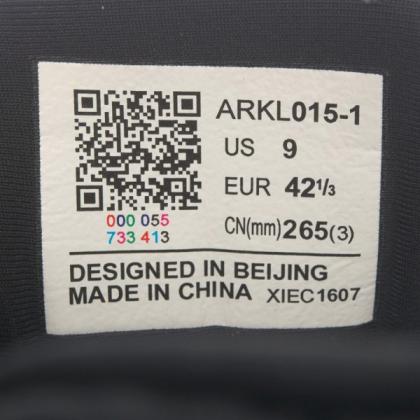 ARKL015-1
US 9
EUR 42 1/3
CN(mm) 265(3)
000 055
733 413
DESIGNED IN BEIJING
MADE IN CHINA XIEC1607